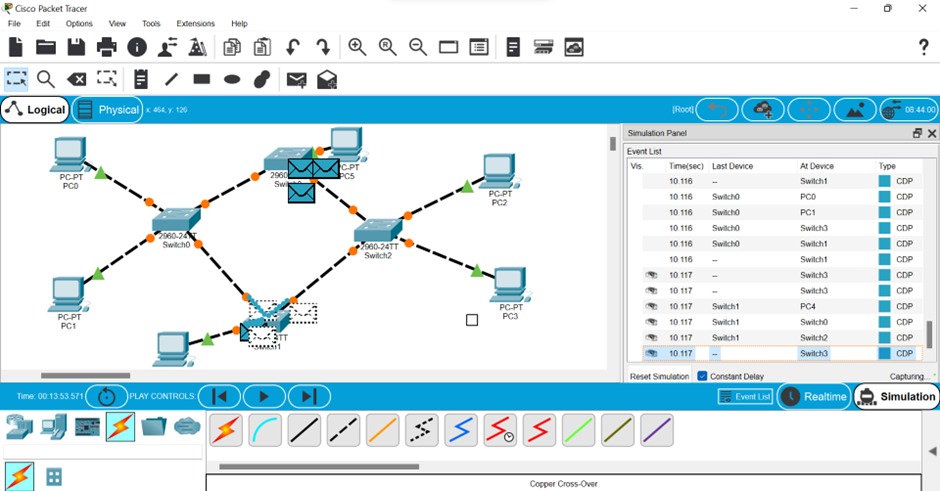 Cisco Packet Tracer
File Edit Options View Tools Extensions Help
?
Logical Physical x: 464, y: 126 [Root] 08:44:00
PC-PT
PC0
2960-24TT
Switch0
PC-PT
PC1
2960
PC-PT
PC5
PC-PT
PC2
2960-24TT
Switch2
PC-PT
PC3
TT
Simulation Panel
Event List
Vis. Time(sec) Last Device At Device Type
10.116 -- Switch1 CDP
10.116 Switch0 PC0 CDP
10.116 Switch0 PC1 CDP
10.116 Switch0 Switch3 CDP
10.116 Switch0 Switch1 CDP
10.116 -- Switch1 CDP
10.117 -- Switch3 CDP
10.117 -- Switch3 CDP
10.117 Switch1 PC4 CDP
10.117 Switch1 Switch0 CDP
10.117 Switch1 Switch2 CDP
10.117 -- Switch3 CDP
Reset Simulation Constant Delay Capturing...
Time: 00:13:53.571 PLAY CONTROLS: Event List Realtime Simulation
Copper Cross-Over